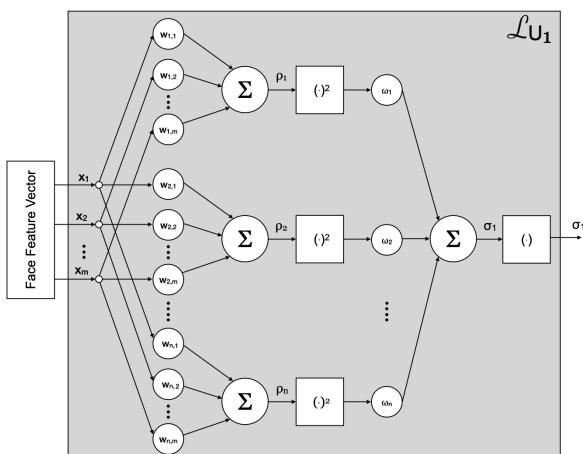 ℒU₁
w₁,₁
w₁,₂
w₁,ₘ
Σ
ρ₁
(·)²
ω₁
Face Feature Vector
x₁
x₂
xₘ
w₂,₁
w₂,₂
w₂,ₘ
Σ
ρ₂
(·)²
ω₂
Σ
σ₁
(·)
σ₁
wₙ,₁
wₙ,₂
wₙ,ₘ
Σ
ρₙ
(·)²
ωₙ